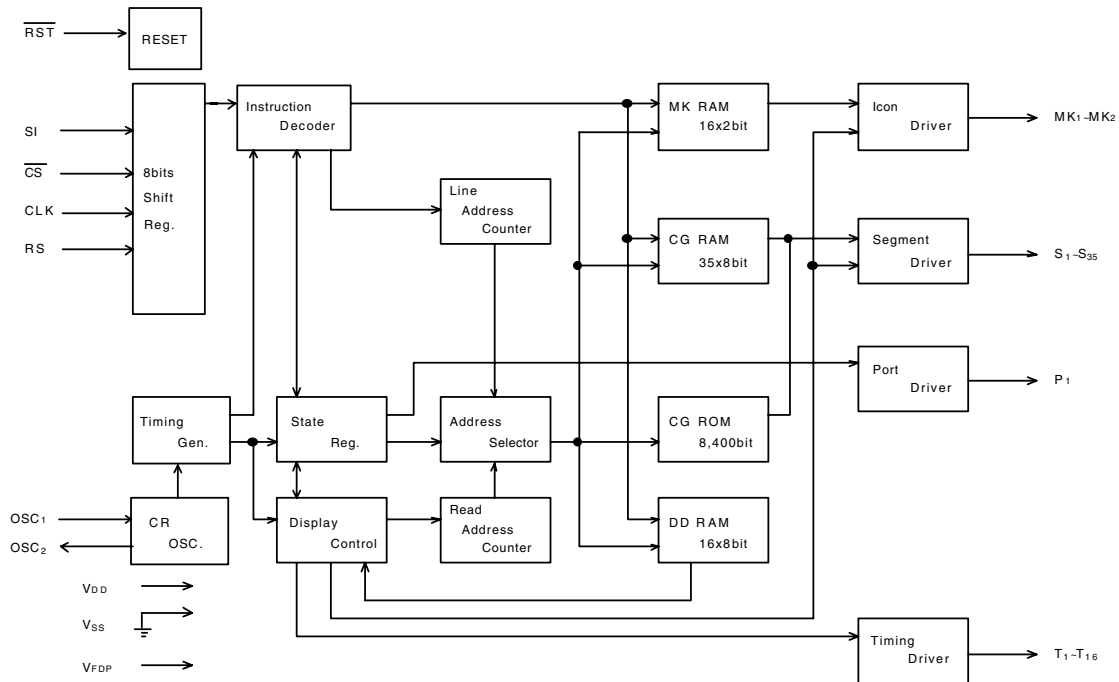 RST
RESET
Instruction
Decoder
MK RAM
16x2bit
Icon
Driver
MK1~MK2
SI
CS
CLK
RS
8bits
Shift
Reg.
Line
Address
Counter
CG RAM
35x8bit
Segment
Driver
S1~S35
Port
Driver
P1
Timing
Gen.
State
Reg.
Address
Selector
CG ROM
8,400bit
OSC1
OSC2
CR
OSC.
Display
Control
Read
Address
Counter
DD RAM
16x8bit
VDD
VSS
VFDP
Timing
Driver
T1~T16